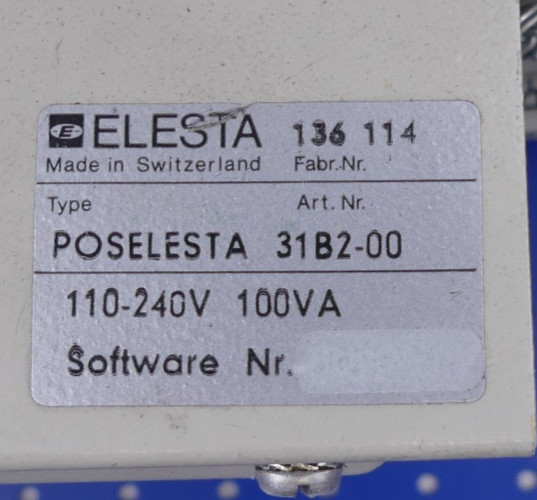 E ELESTA 136 114
Made in Switzerland Fabr.Nr.
Type Art. Nr.
POSELESTA 31B2-00
110-240V 100VA
Software Nr.